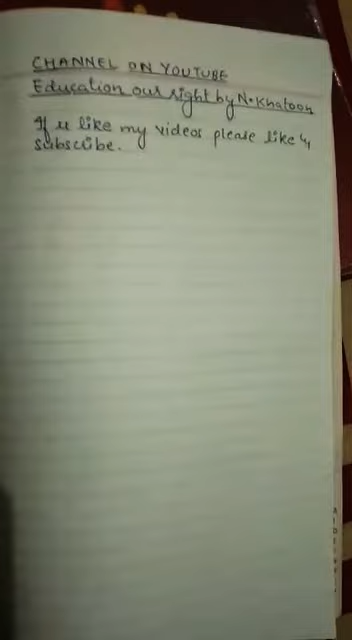 CHANNEL ON YOUTUBE
Education our right by N. Khatoon
If u like my videos please like &
subscribe.